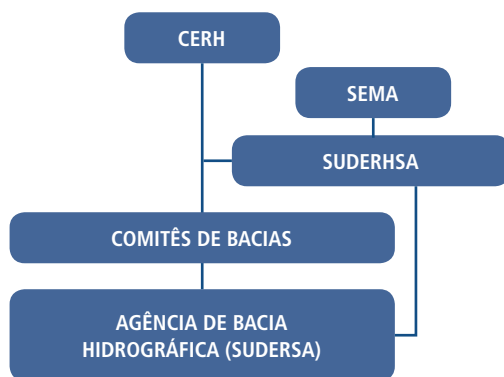 CERH
SEMA
SUDERHSA
COMITÊS DE BACIAS
AGÊNCIA DE BACIA
HIDROGRÁFICA (SUDERSA)